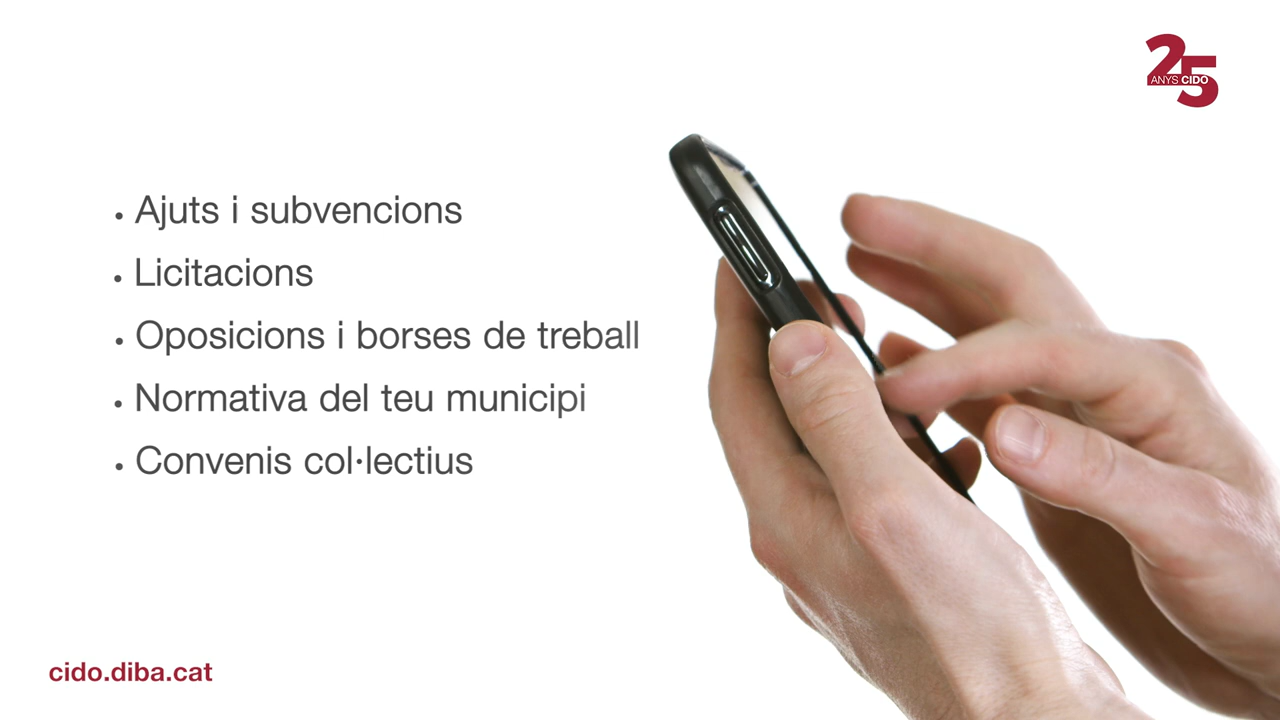 25
ANYS CIDO
• Ajuts i subvencions
• Licitacions
• Oposicions i borses de treball
• Normativa del teu municipi
• Convenis col·lectius
cido.diba.cat